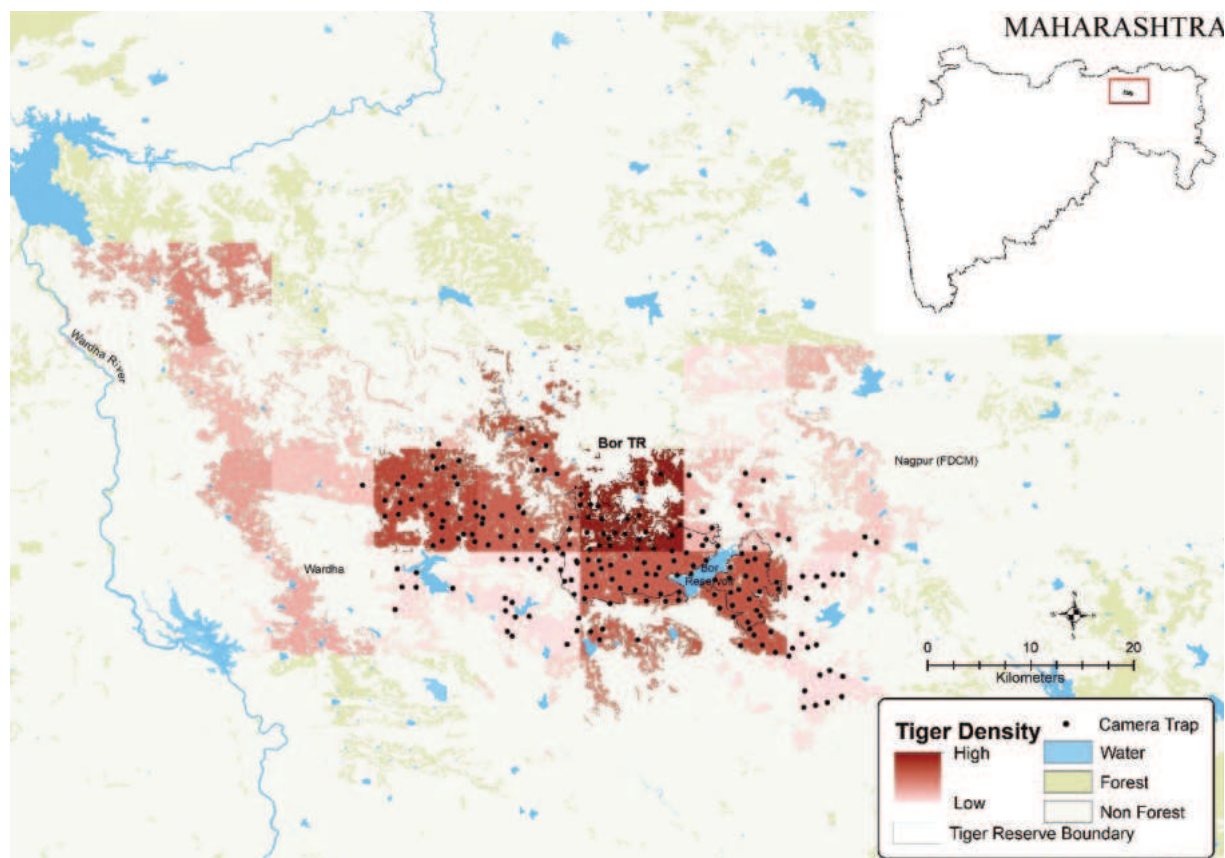 MAHARASHTRA
Wardha River
Bor TR
Nagpur (FDCM)
Wardha
Bor
Reservoir
N
0 10 20
Kilometers
Tiger Density
High
Low
Tiger Reserve Boundary
Camera Trap
Water
Forest
Non Forest